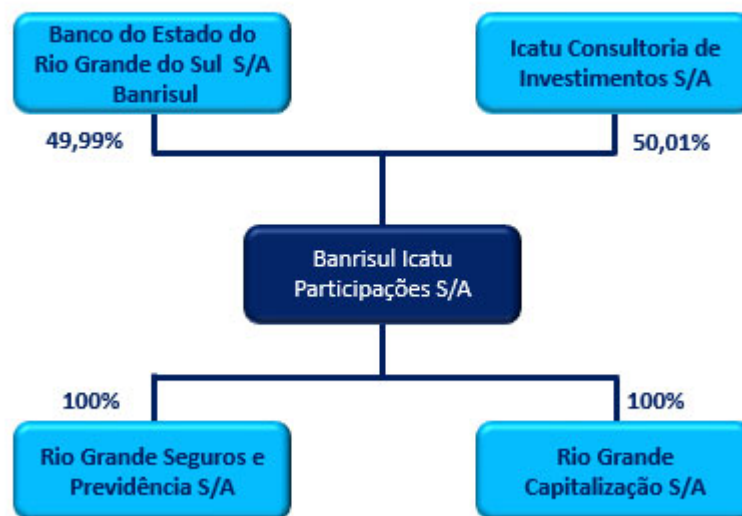 Banco do Estado do
Rio Grande do Sul S/A
Banrisul
Icatu Consultoria de
Investimentos S/A
49,99%
50,01%
Banrisul Icatu
Participações S/A
100%
100%
Rio Grande Seguros e
Previdência S/A
Rio Grande
Capitalização S/A